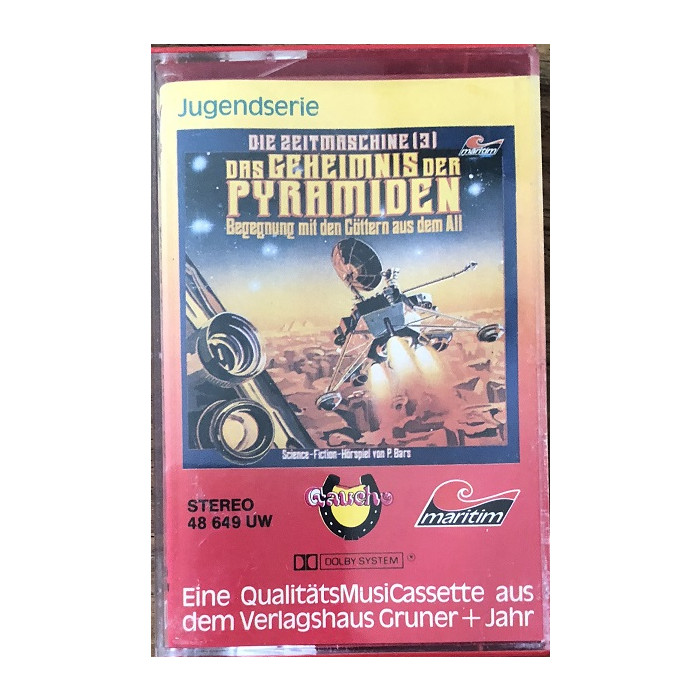 Jugendserie
DIE ZEITMASCHINE (3)
maritim
DAS GEHEIMNIS DER
PYRAMIDEN
Begegnung mit den Göttern aus dem All
Science-Fiction-Hörspiel von P. Bars
STEREO
48 649 UW
Gaucho
maritim
DOLBY SYSTEM ®
Eine QualitätsMusiCassette aus
dem Verlagshaus Gruner + Jahr